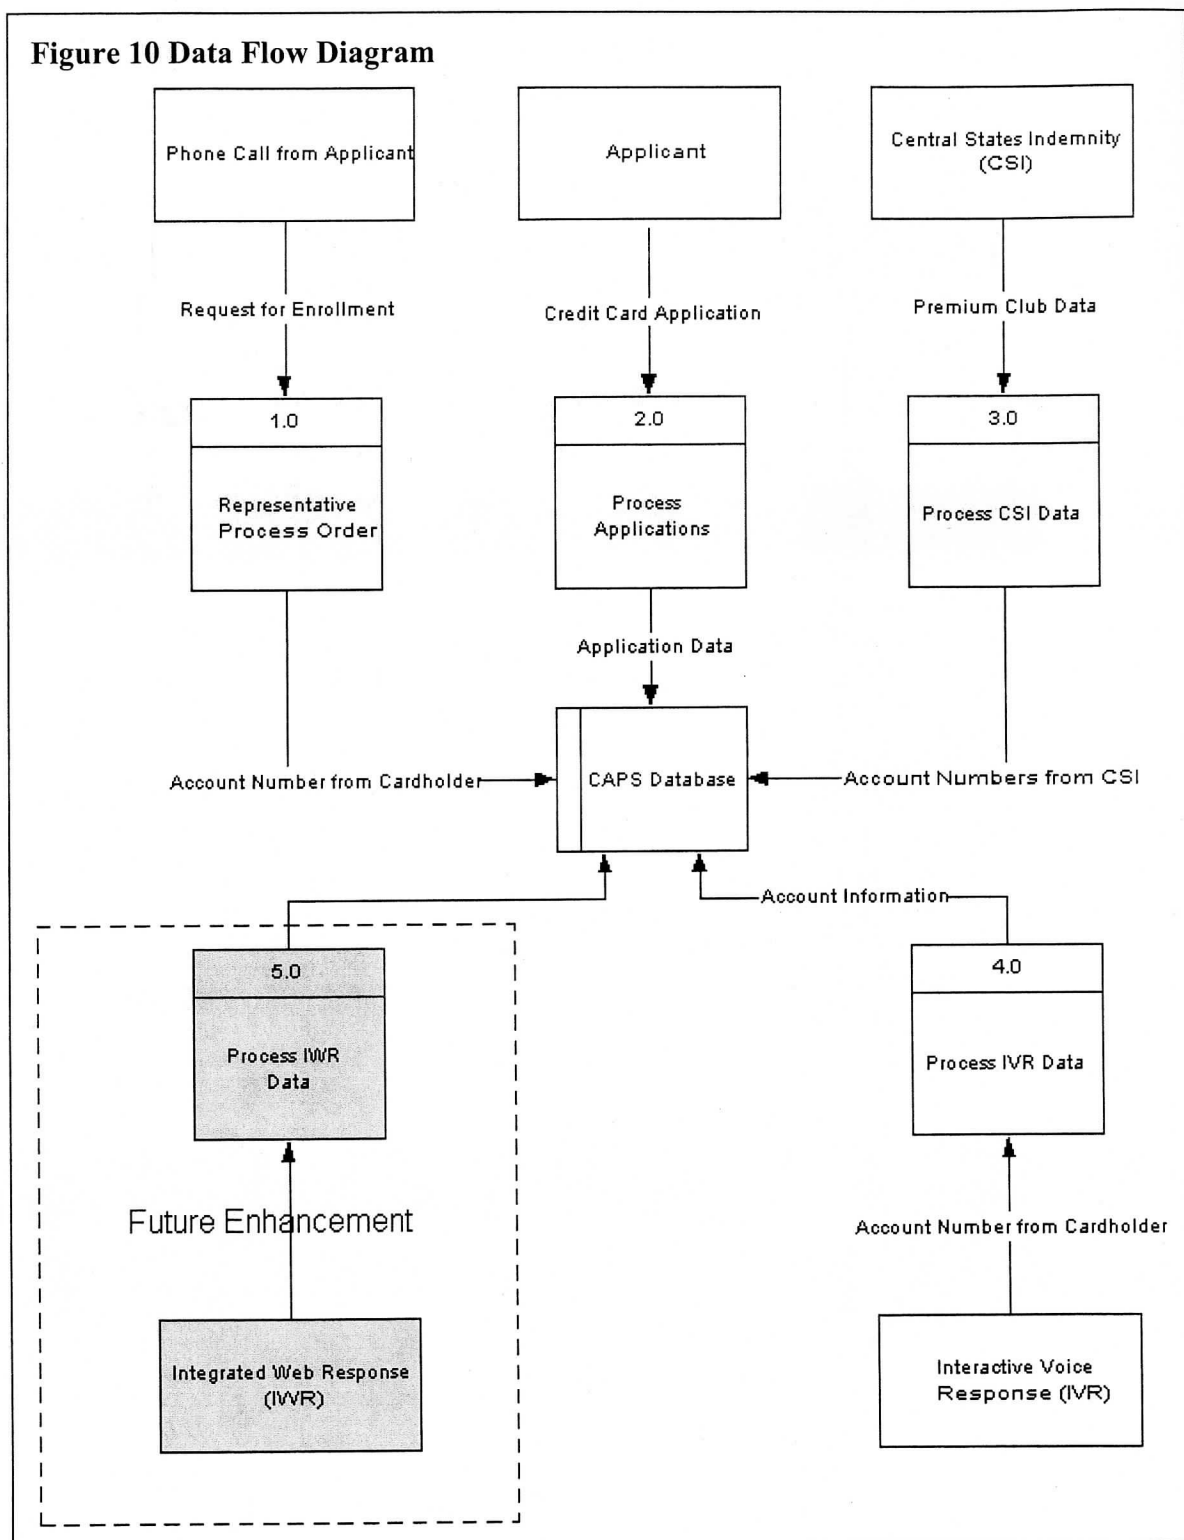 Figure 10 Data Flow Diagram
Phone Call from Applicant
Applicant
Central States Indemnity
(CSI)
Request for Enrollment
Credit Card Application
Premium Club Data
1.0
2.0
3.0
Representative
Process Order
Process
Applications
Process CSI Data
Application Data
Account Number from Cardholder
CAPS Database
Account Numbers from CSI
Account Information
5.0
4.0
Process IWR
Data
Process IVR Data
Future Enhancement
Account Number from Cardholder
Integrated Web Response
(IWR)
Interactive Voice
Response (IVR)